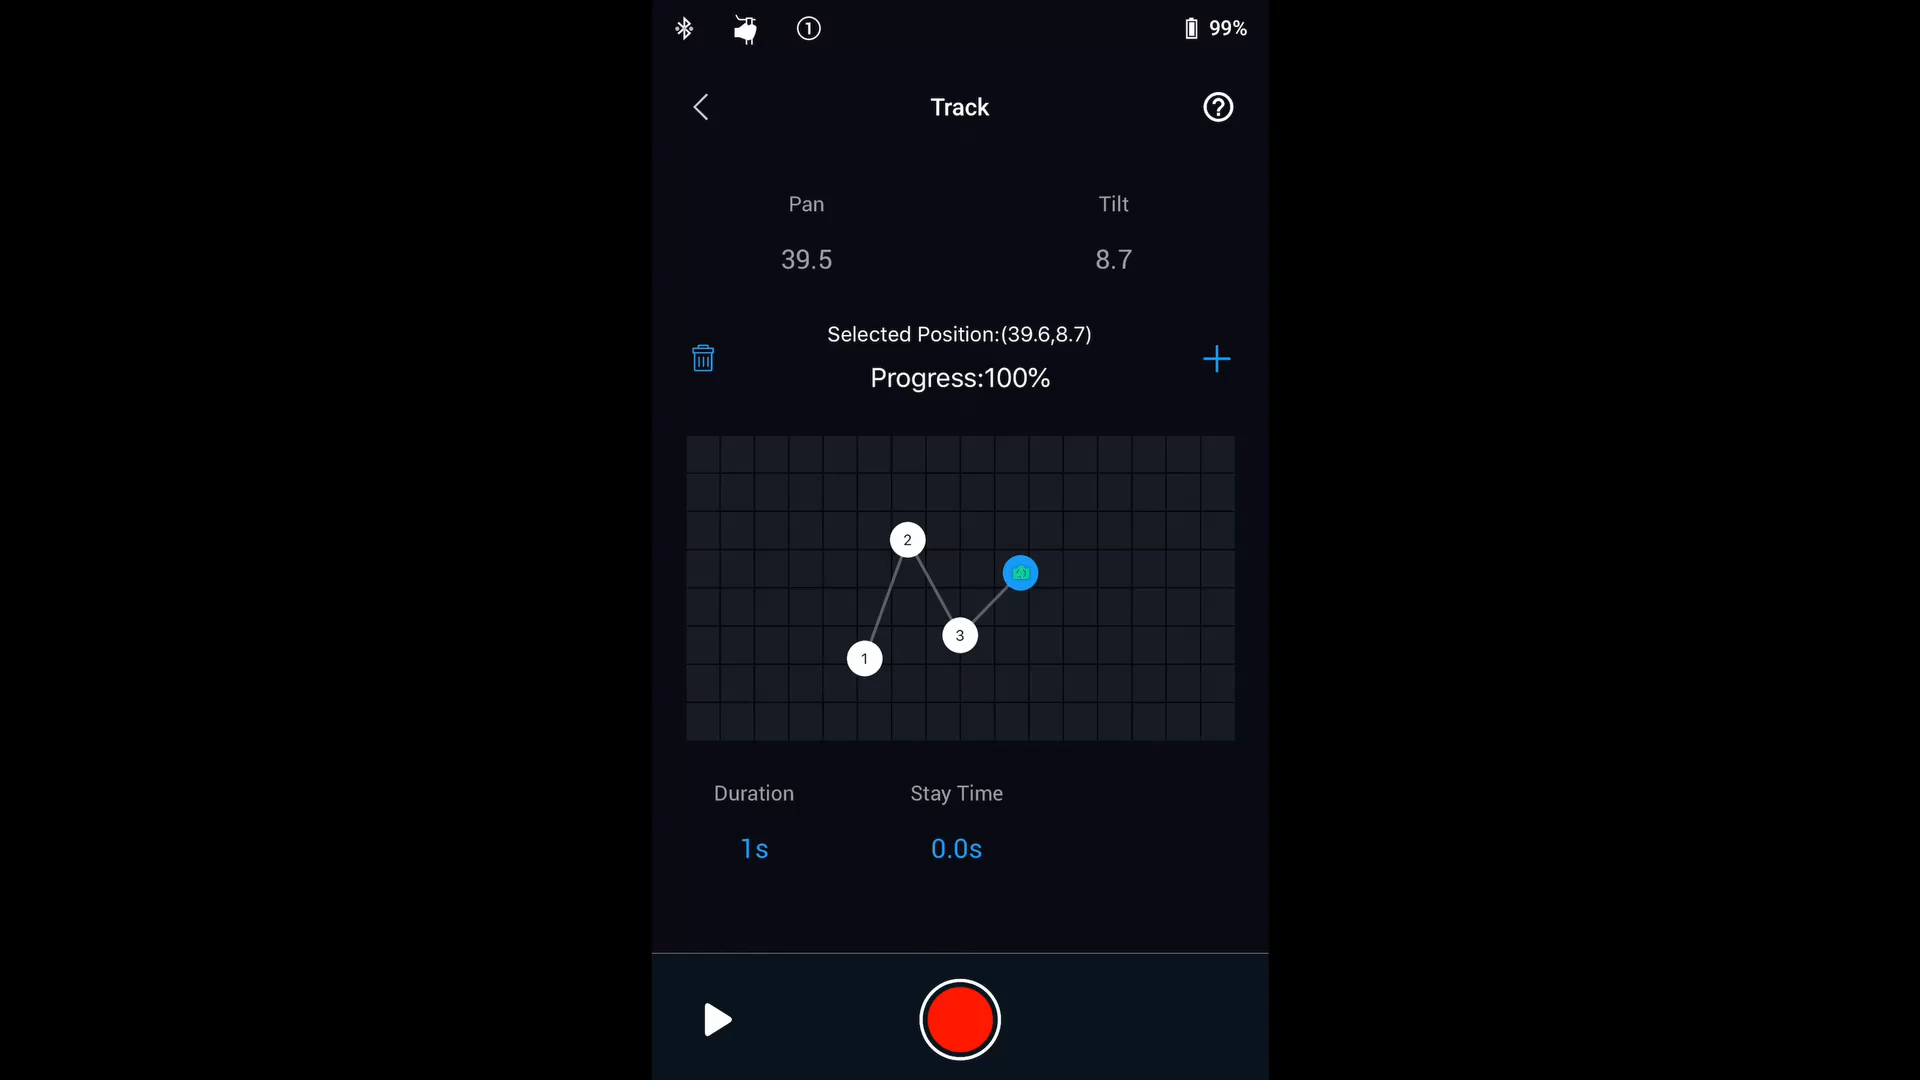 1
99%
Track
?
Pan
Tilt
39.5
8.7
Selected Position:(39.6,8.7)
Progress:100%
2
3
1
Duration
Stay Time
1s
0.0s